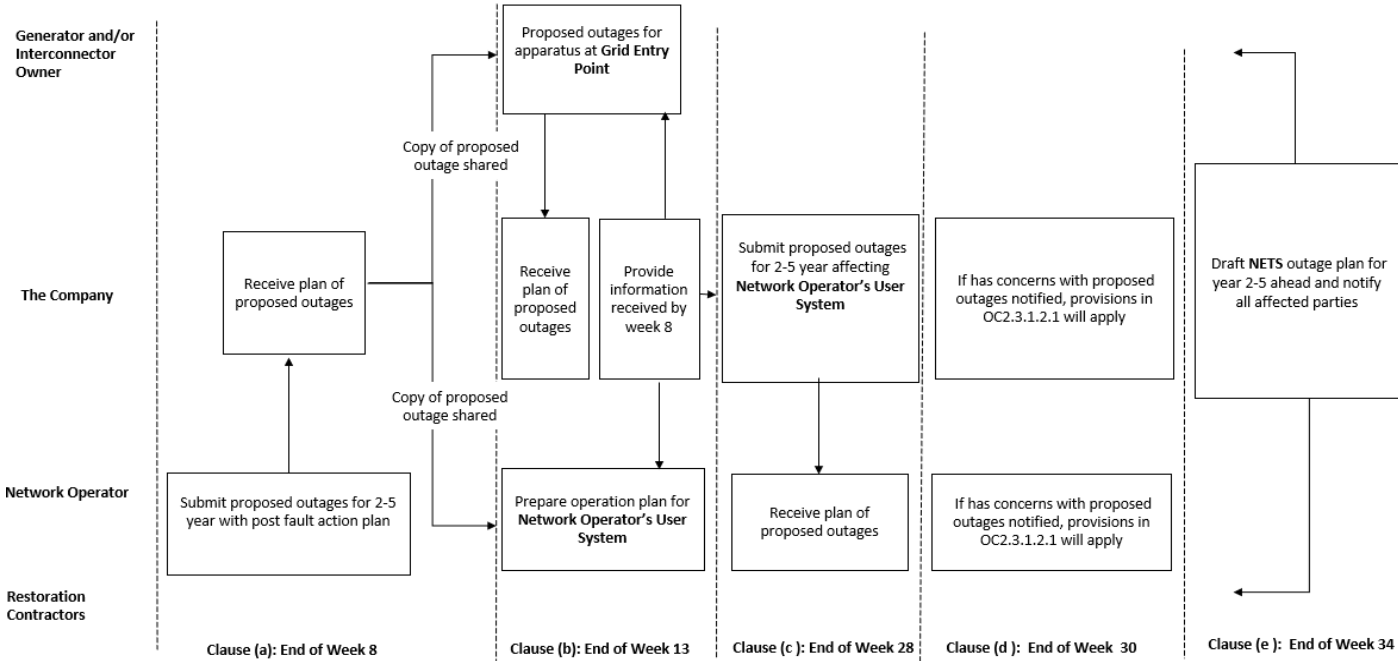 Generator and/or
Interconnector
Owner
Proposed outages for
apparatus at Grid Entry
Point
Copy of proposed
outage shared
The Company
Receive plan of
proposed outages
Receive
plan of
proposed
outages
Provide
information
received by
week 8
Submit proposed outages
for 2-5 year affecting
Network Operator's User
System
If has concerns with proposed
outages notified, provisions in
OC2.3.1.2.1 will apply
Draft NETS outage plan for
year 2-5 ahead and notify
all affected parties
Copy of proposed
outage shared
Network Operator
Submit proposed outages for 2-5
year with post fault action plan
Prepare operation plan for
Network Operator's User
System
Receive plan of
proposed outages
If has concerns with proposed
outages notified, provisions in
OC2.3.1.2.1 will apply
Restoration
Contractors
Clause (a): End of Week 8
Clause (b): End of Week 13
Clause (c ): End of Week 28
Clause (d ):  End of Week  30
Clause (e ):  End of Week 34